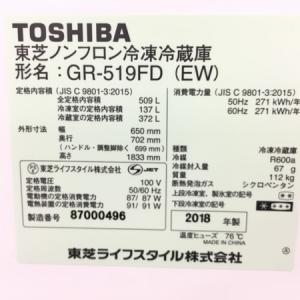 TOSHIBA
東芝ノンフロン冷凍冷蔵庫
形名：GR-519FD (EW)
定格内容積 (JIS C 9801-3:2015)
全定格内容積 509 L
冷凍室の定格内容積 137 L
冷蔵室の定格内容積 372 L
外形寸法 幅 650 mm
奥行 702 mm
(ハンドル・調整脚除く 699 mm)
高さ 1833 mm
東芝ライフスタイル株式会社 JET
定格電圧 100 V
定格周波数 50/60 Hz
電動機の定格消費電力 87/ 87 W
電熱装置の定格消費電力 91/ 91 W
製造番号 87000496
消費電力量 (JIS C 9801-3:2015)
50Hz 271 kWh/年
60Hz 271 kWh/年
冷媒 R600a
冷媒封入量 67 g
質量 112 kg
断熱材発泡ガス シクロペンタン
冷蔵室
2018 年製
温度ヒューズ 76℃
MADE IN CHINA
東芝ライフスタイル株式会社